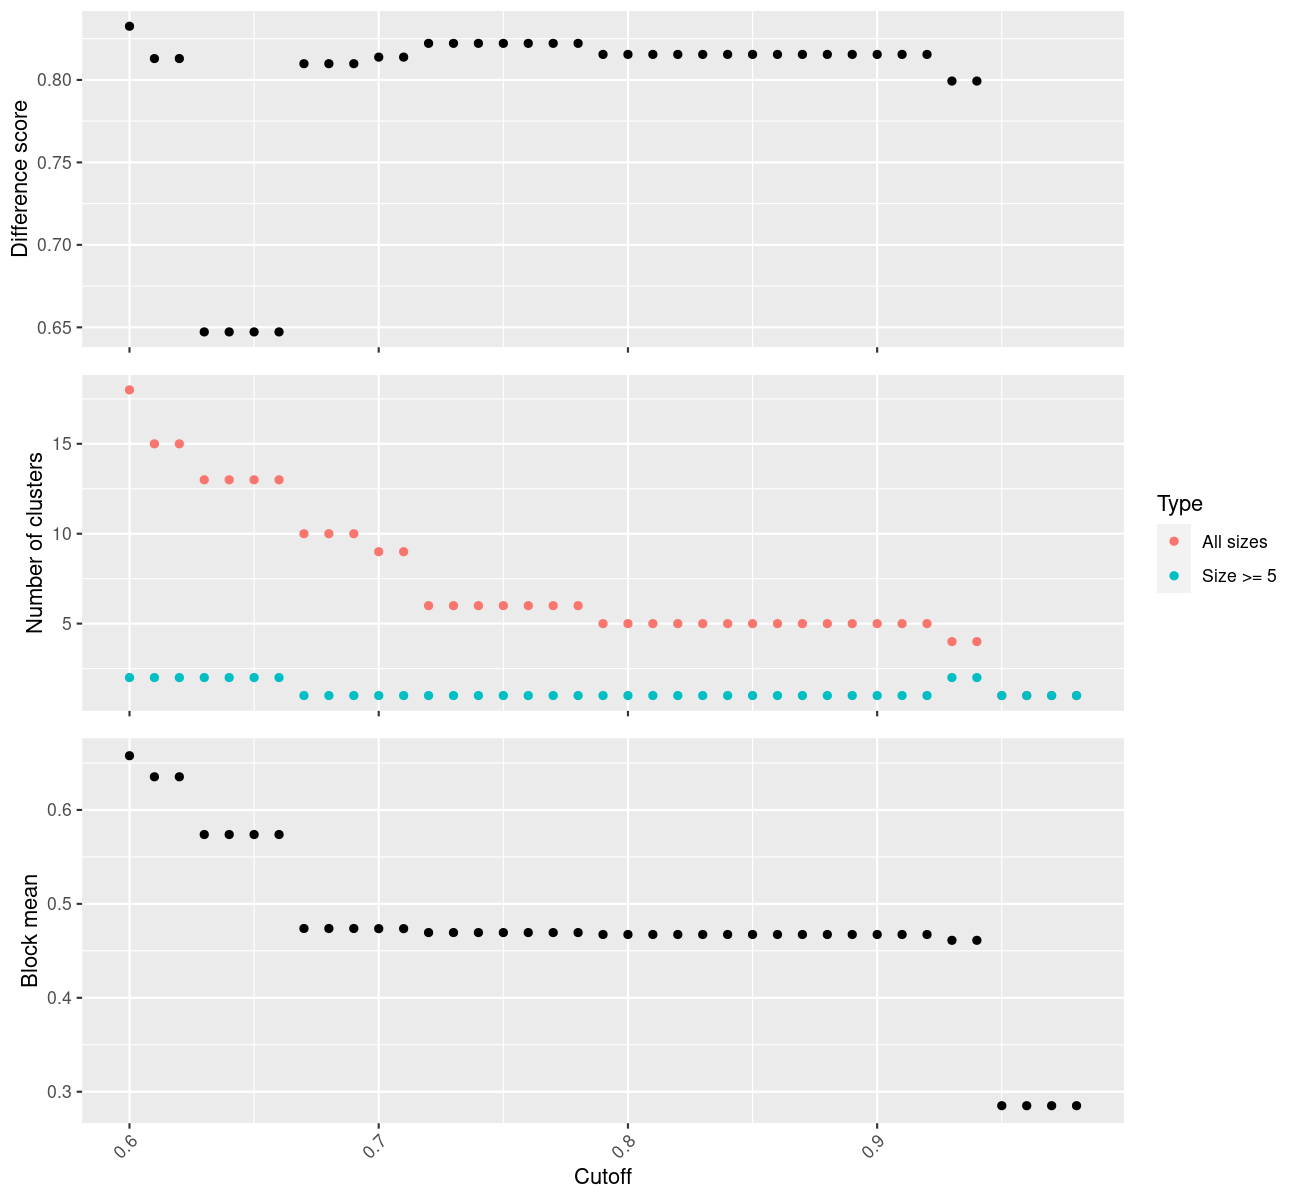 Difference score
0.80
0.75
0.70
0.65
Number of clusters
15
10
5
Type
All sizes
Size >= 5
Block mean
0.6
0.5
0.4
0.3
0.6
0.7
0.8
0.9
Cutoff